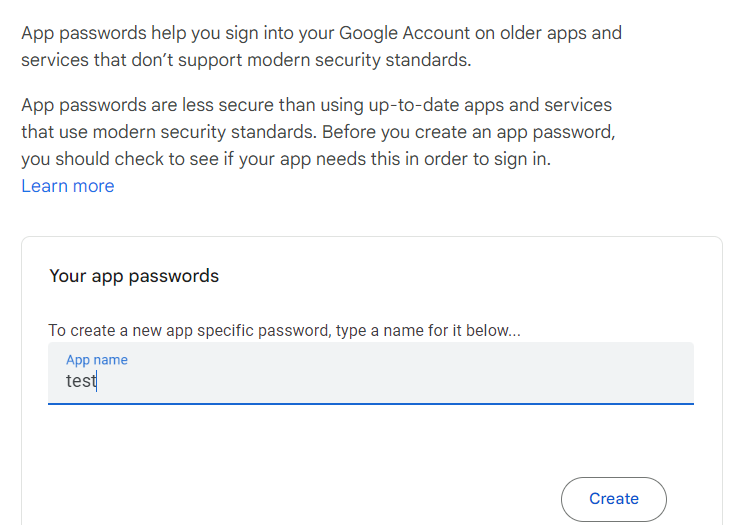 App passwords help you sign into your Google Account on older apps and
services that don’t support modern security standards.
App passwords are less secure than using up-to-date apps and services
that use modern security standards. Before you create an app password,
you should check to see if your app needs this in order to sign in.
Learn more
Your app passwords
To create a new app specific password, type a name for it below...
App name
test
Create